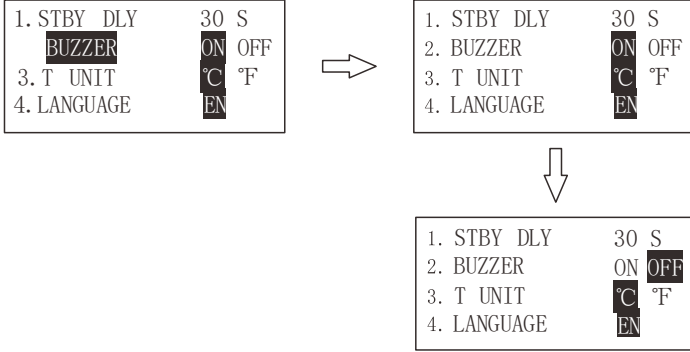 1. STBY DLY 30 S
BUZZER ON OFF
3. T UNIT ℃ ℉
4. LANGUAGE EN
1. STBY DLY 30 S
2. BUZZER ON OFF
3. T UNIT ℃ ℉
4. LANGUAGE EN
1. STBY DLY 30 S
2. BUZZER ON OFF
3. T UNIT ℃ ℉
4. LANGUAGE EN